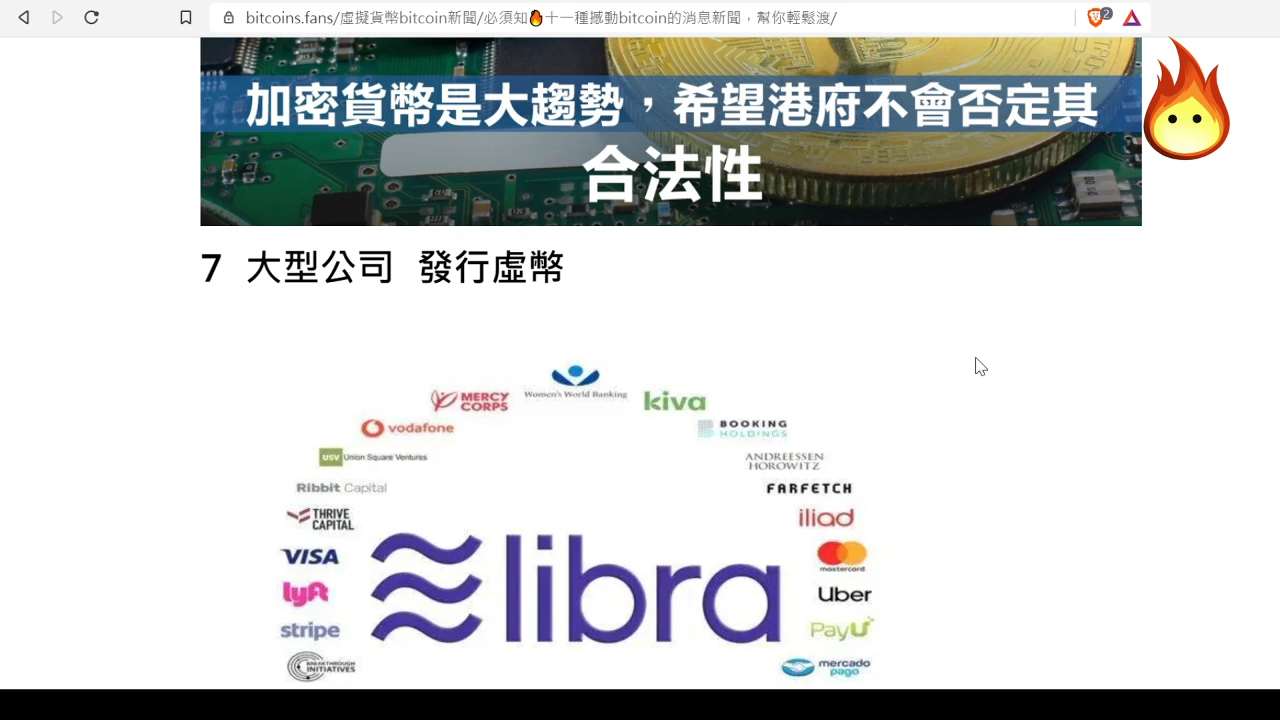 bitcoins.fans/虛擬貨幣bitcoin新聞/必須知🔥十一種撼動bitcoin的消息新聞，幫你輕鬆渡/
2
加密貨幣是大趨勢，希望港府不會否定其
合法性
7 大型公司 發行虛幣
Women's World Banking
MERCY
CORPS
kiva
vodafone
BOOKING
HOLDINGS
USV Union Square Ventures
ANDREESSEN
HOROWITZ
Ribbit Capital
FARFETCH
THRIVE
CAPITAL
iliad
VISA
libra
mastercard
lyft
Uber
stripe
PayU
BREAKTHROUGH
INITIATIVES
mercado
pago